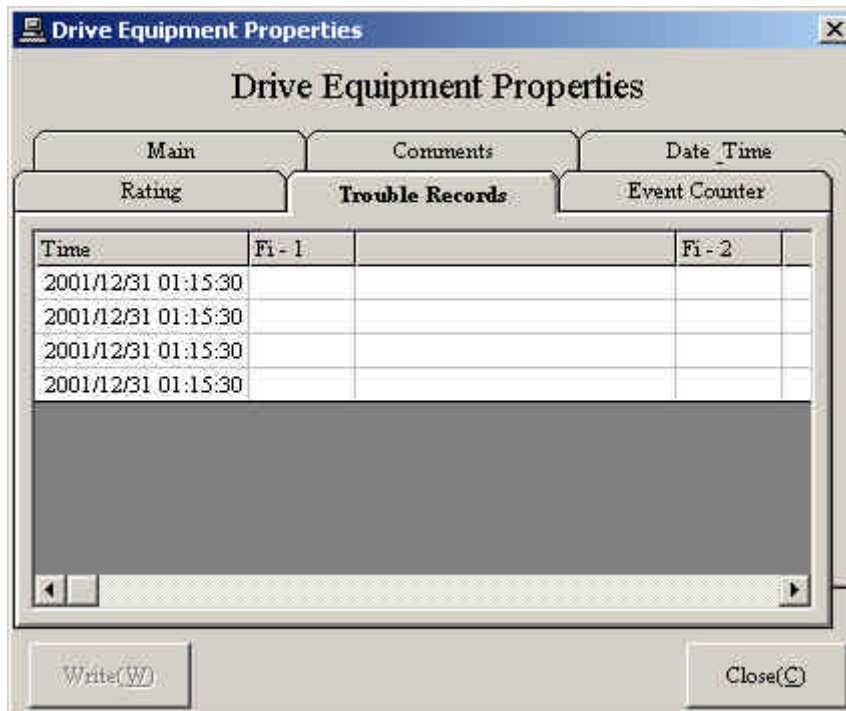 Drive Equipment Properties
Drive Equipment Properties
Main Comments Date_Time
Rating Trouble Records Event Counter
Time Fi - 1 Fi - 2
2001/12/31 01:15:30
2001/12/31 01:15:30
2001/12/31 01:15:30
2001/12/31 01:15:30
Write(W) Close(C)